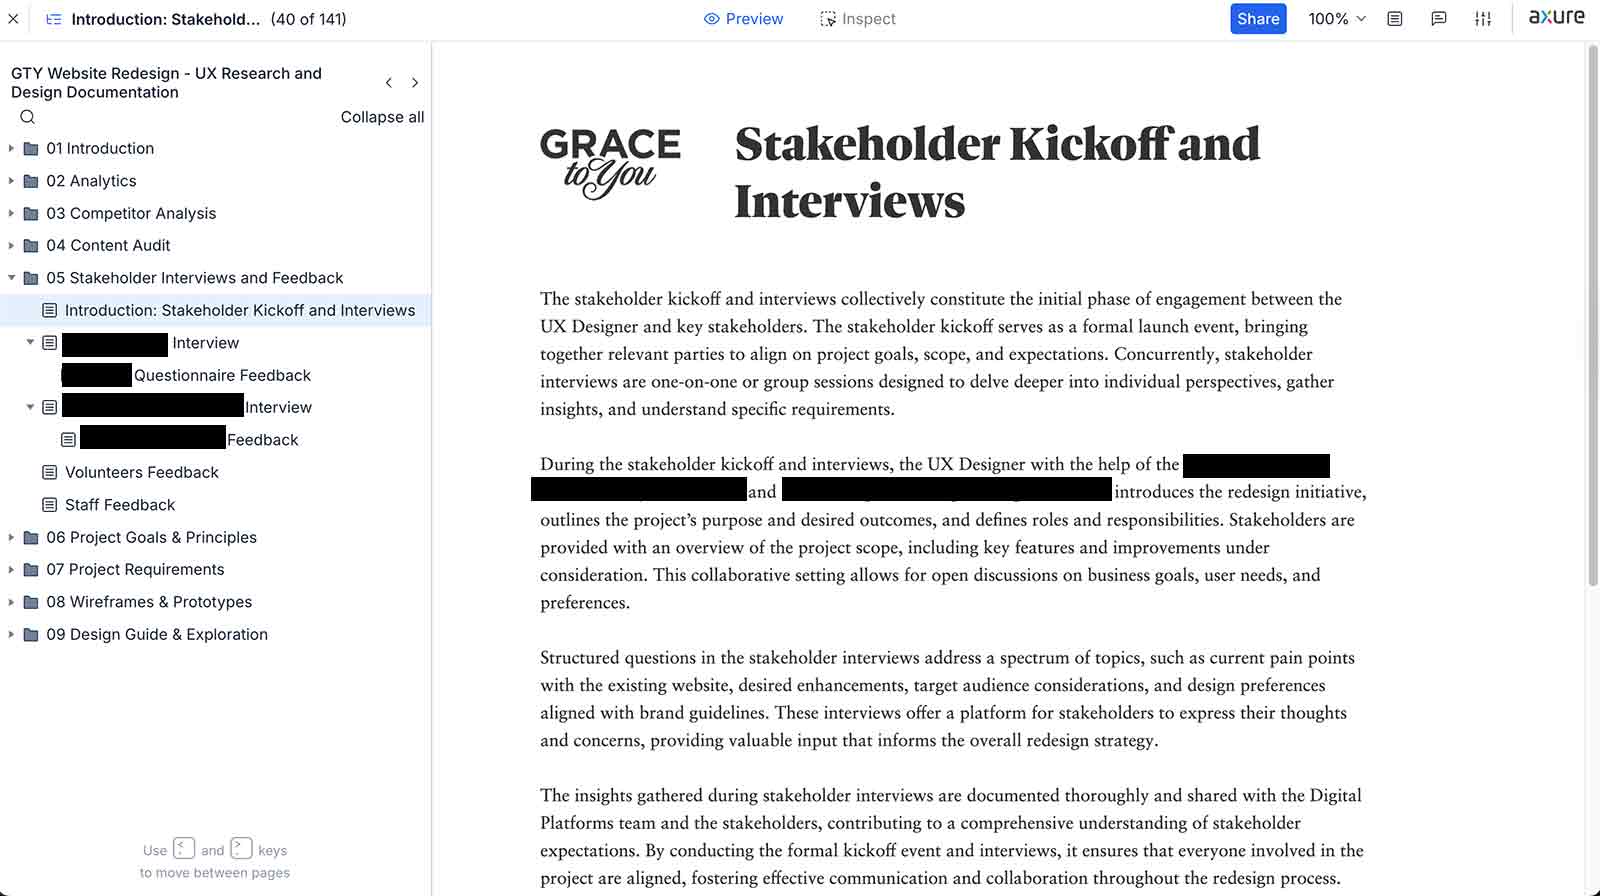 Introduction: Stakehold... (40 of 141)
Preview
Inspect
Share
100%
axure
GTY Website Redesign - UX Research and
Design Documentation
Collapse all
01 Introduction
02 Analytics
03 Competitor Analysis
04 Content Audit
05 Stakeholder Interviews and Feedback
Introduction: Stakeholder Kickoff and Interviews
Interview
Questionnaire Feedback
Interview
Feedback
Volunteers Feedback
Staff Feedback
06 Project Goals & Principles
07 Project Requirements
08 Wireframes & Prototypes
09 Design Guide & Exploration
Use < and > keys
to move between pages
GRACE
to You
Stakeholder Kickoff and
Interviews
The stakeholder kickoff and interviews collectively constitute the initial phase of engagement between the
UX Designer and key stakeholders. The stakeholder kickoff serves as a formal launch event, bringing
together relevant parties to align on project goals, scope, and expectations. Concurrently, stakeholder
interviews are one-on-one or group sessions designed to delve deeper into individual perspectives, gather
insights, and understand specific requirements.
During the stakeholder kickoff and interviews, the UX Designer with the help of the
and introduces the redesign initiative,
outlines the project's purpose and desired outcomes, and defines roles and responsibilities. Stakeholders are
provided with an overview of the project scope, including key features and improvements under
consideration. This collaborative setting allows for open discussions on business goals, user needs, and
preferences.
Structured questions in the stakeholder interviews address a spectrum of topics, such as current pain points
with the existing website, desired enhancements, target audience considerations, and design preferences
aligned with brand guidelines. These interviews offer a platform for stakeholders to express their thoughts
and concerns, providing valuable input that informs the overall redesign strategy.
The insights gathered during stakeholder interviews are documented thoroughly and shared with the Digital
Platforms team and the stakeholders, contributing to a comprehensive understanding of stakeholder
expectations. By conducting the formal kickoff event and interviews, it ensures that everyone involved in the
project are aligned, fostering effective communication and collaboration throughout the redesign process.